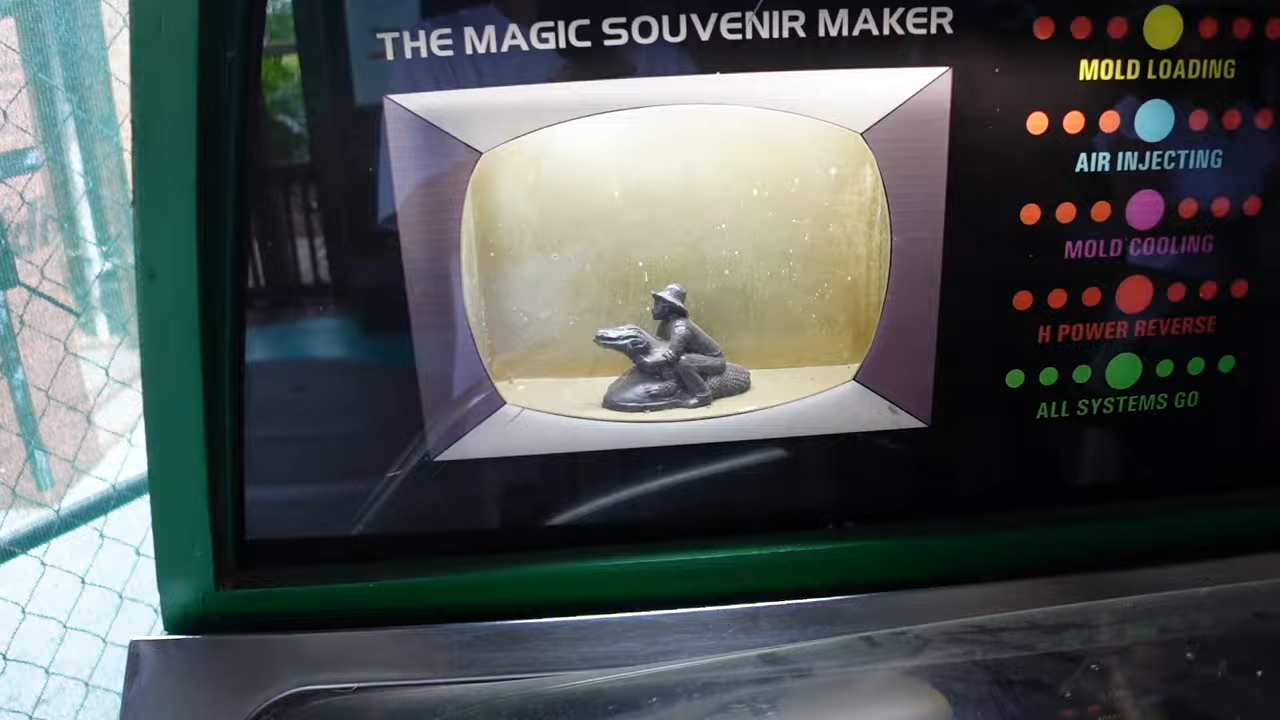 THE MAGIC SOUVENIR MAKER
MOLD LOADING
AIR INJECTING
MOLD COOLING
H POWER REVERSE
ALL SYSTEMS GO